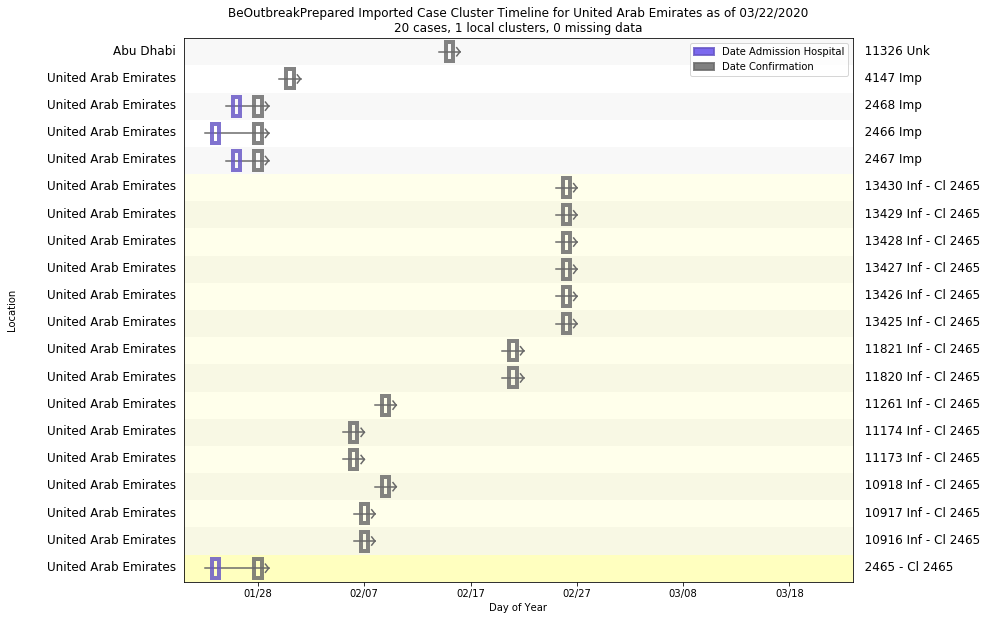 BeOutbreakPrepared Imported Case Cluster Timeline for United Arab Emirates as of 03/22/2020
20 cases, 1 local clusters, 0 missing data
Date Admission Hospital
Date Confirmation
Abu Dhabi 11326 Unk
United Arab Emirates 4147 Imp
United Arab Emirates 2468 Imp
United Arab Emirates 2466 Imp
United Arab Emirates 2467 Imp
United Arab Emirates 13430 Inf - Cl 2465
United Arab Emirates 13429 Inf - Cl 2465
United Arab Emirates 13428 Inf - Cl 2465
United Arab Emirates 13427 Inf - Cl 2465
United Arab Emirates 13426 Inf - Cl 2465
United Arab Emirates 13425 Inf - Cl 2465
United Arab Emirates 11821 Inf - Cl 2465
United Arab Emirates 11820 Inf - Cl 2465
United Arab Emirates 11261 Inf - Cl 2465
United Arab Emirates 11174 Inf - Cl 2465
United Arab Emirates 11173 Inf - Cl 2465
United Arab Emirates 10918 Inf - Cl 2465
United Arab Emirates 10917 Inf - Cl 2465
United Arab Emirates 10916 Inf - Cl 2465
United Arab Emirates 2465 - Cl 2465
Location
01/28 02/07 02/17 02/27 03/08 03/18
Day of Year